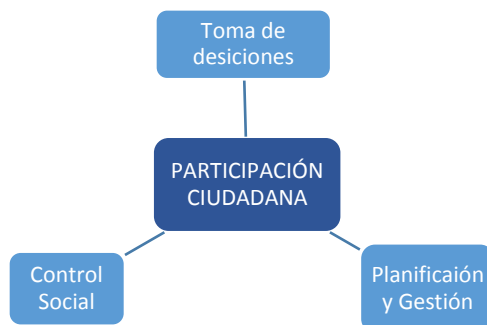 Toma de
desiciones
PARTICIPACIÓN
CIUDADANA
Control
Social
Planificaión
y Gestión